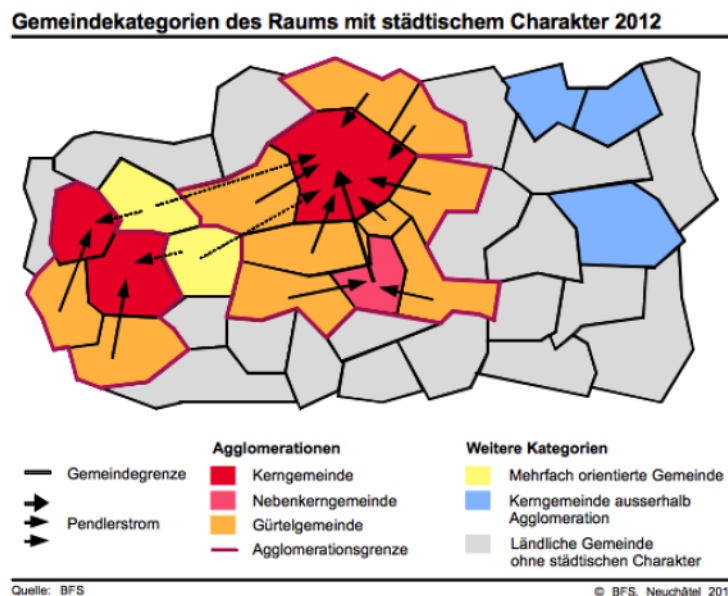 Gemeindekategorien des Raums mit städtischem Charakter 2012
Agglomerationen
Weitere Kategorien
Gemeindegrenze
Kerngemeinde
Mehrfach orientierte Gemeinde
Nebenkerngemeinde
Kerngemeinde ausserhalb
Agglomeration
Pendlerstrom
Gürtelgemeinde
Agglomerationsgrenze
Ländliche Gemeinde
ohne städtischen Charakter
Quelle: BFS
© BFS, Neuchâtel 201